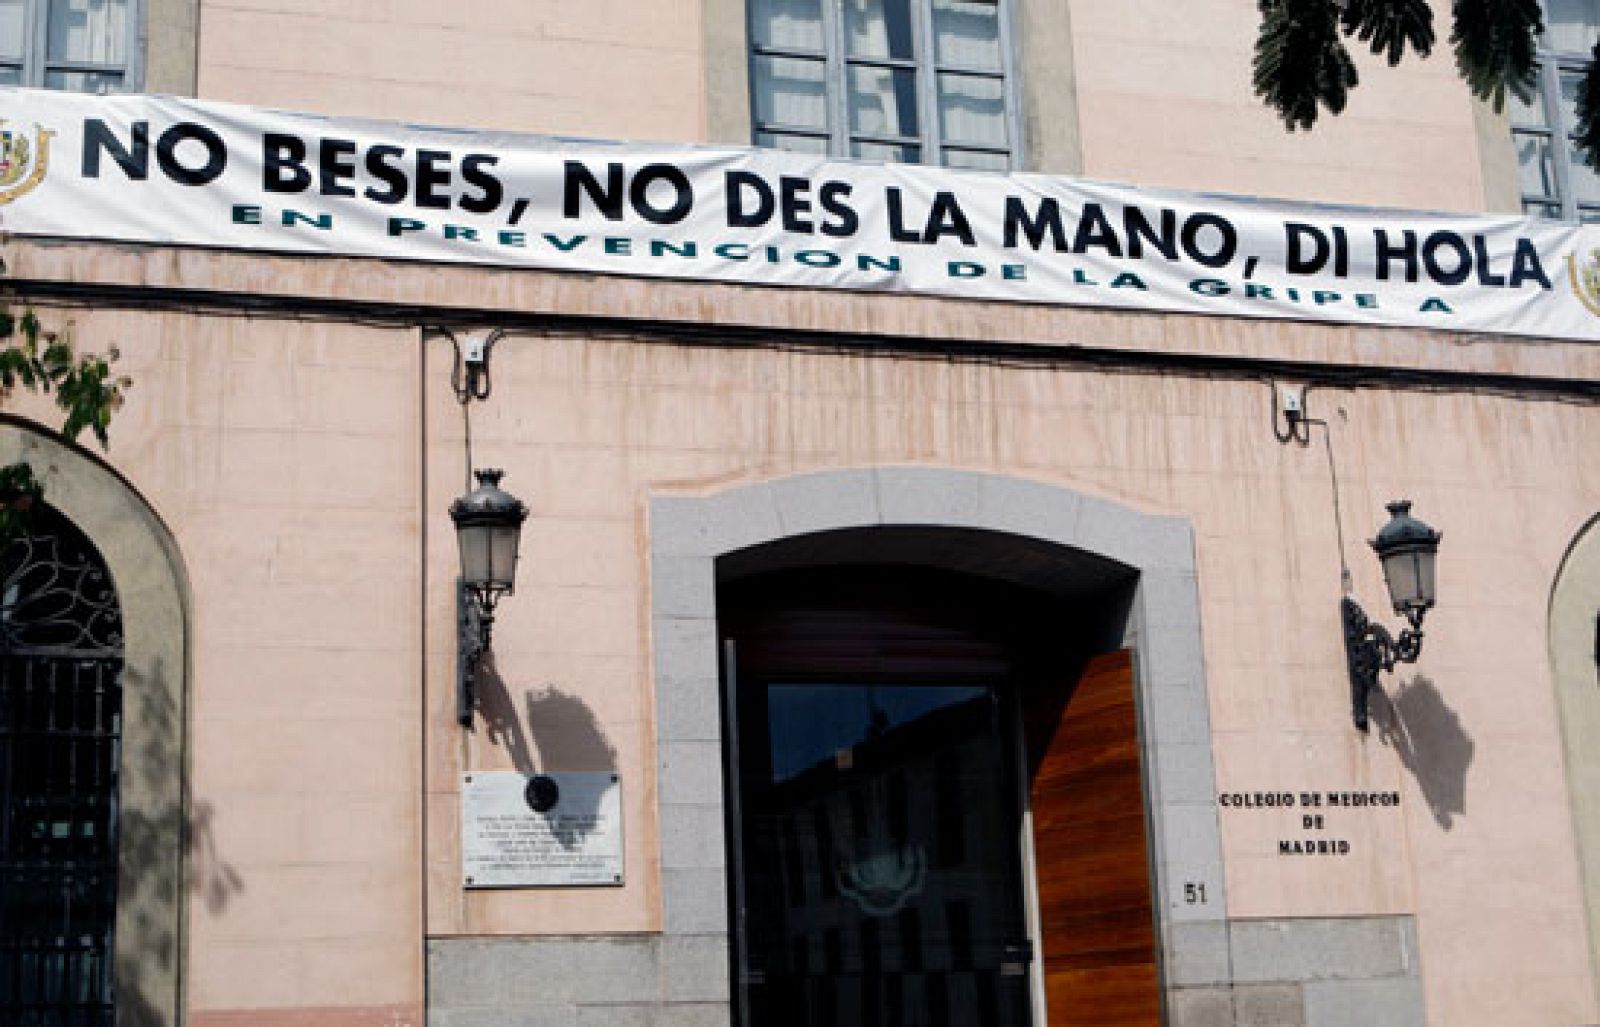 NO BESES, NO DES LA MANO, DI HOLA
EN PREVENCION DE LA GRIPE A
COLEGIO DE MEDICOS
DE
MADRID
51